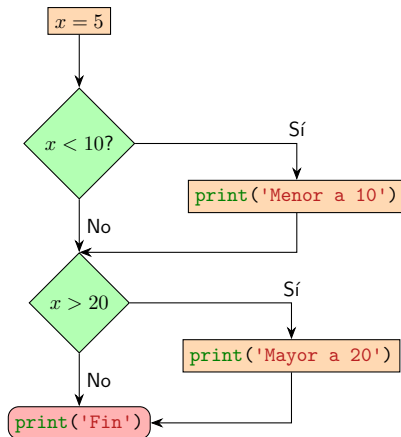 x = 5
x < 10?
Sí
print('Menor a 10')
No
x > 20
Sí
print('Mayor a 20')
No
print('Fin')